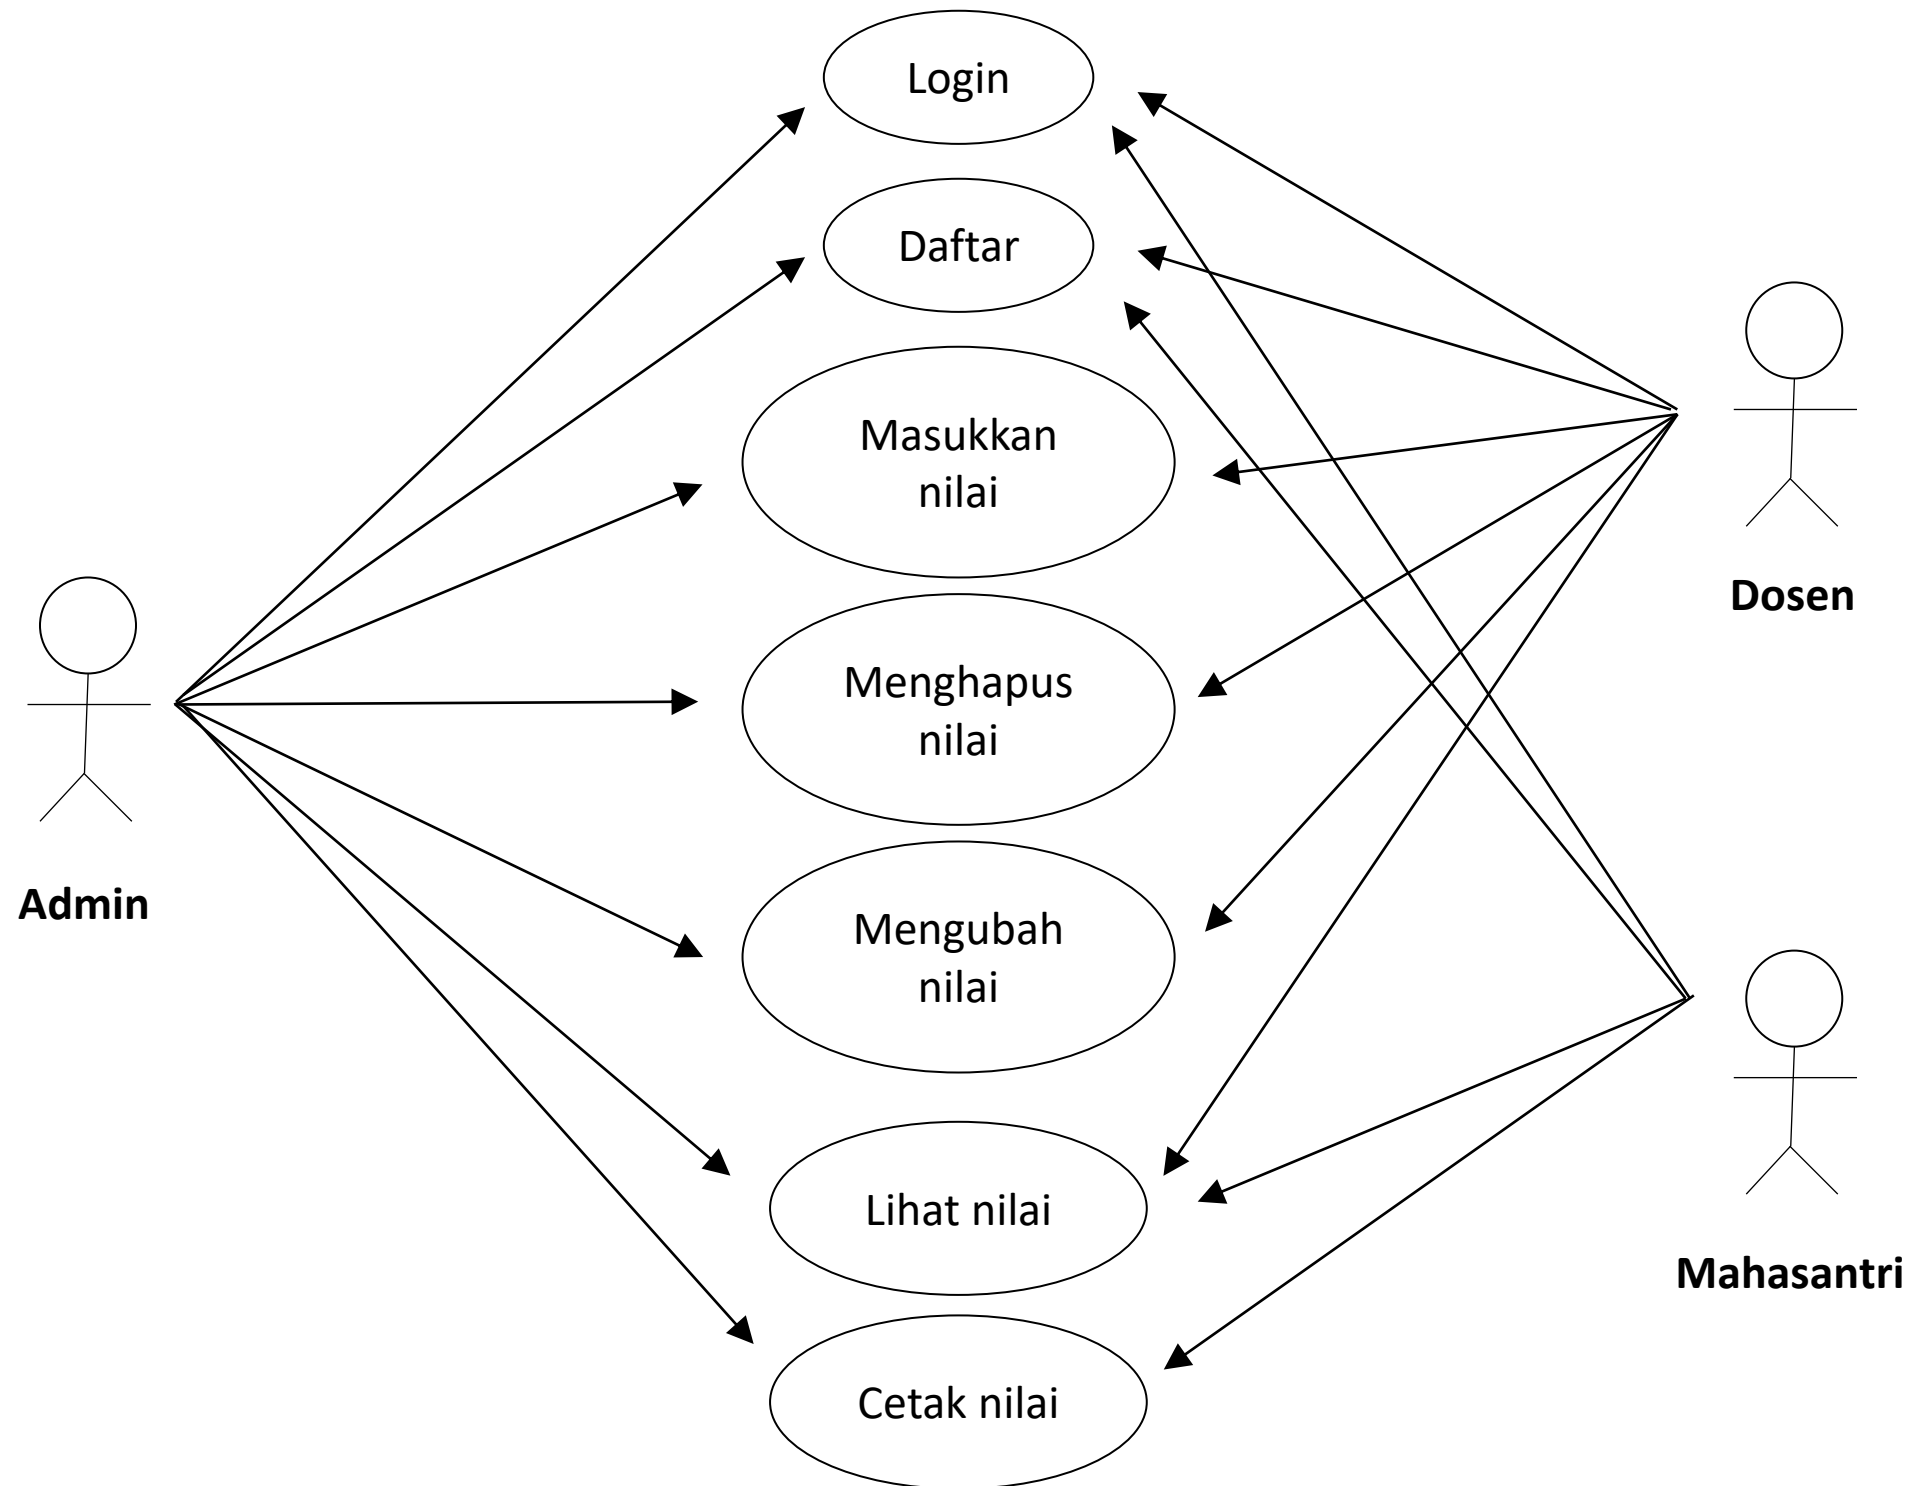 Login
Daftar
Masukkan
nilai
Dosen
Menghapus
nilai
Admin
Mengubah
nilai
Lihat nilai
Mahasantri
Cetak nilai